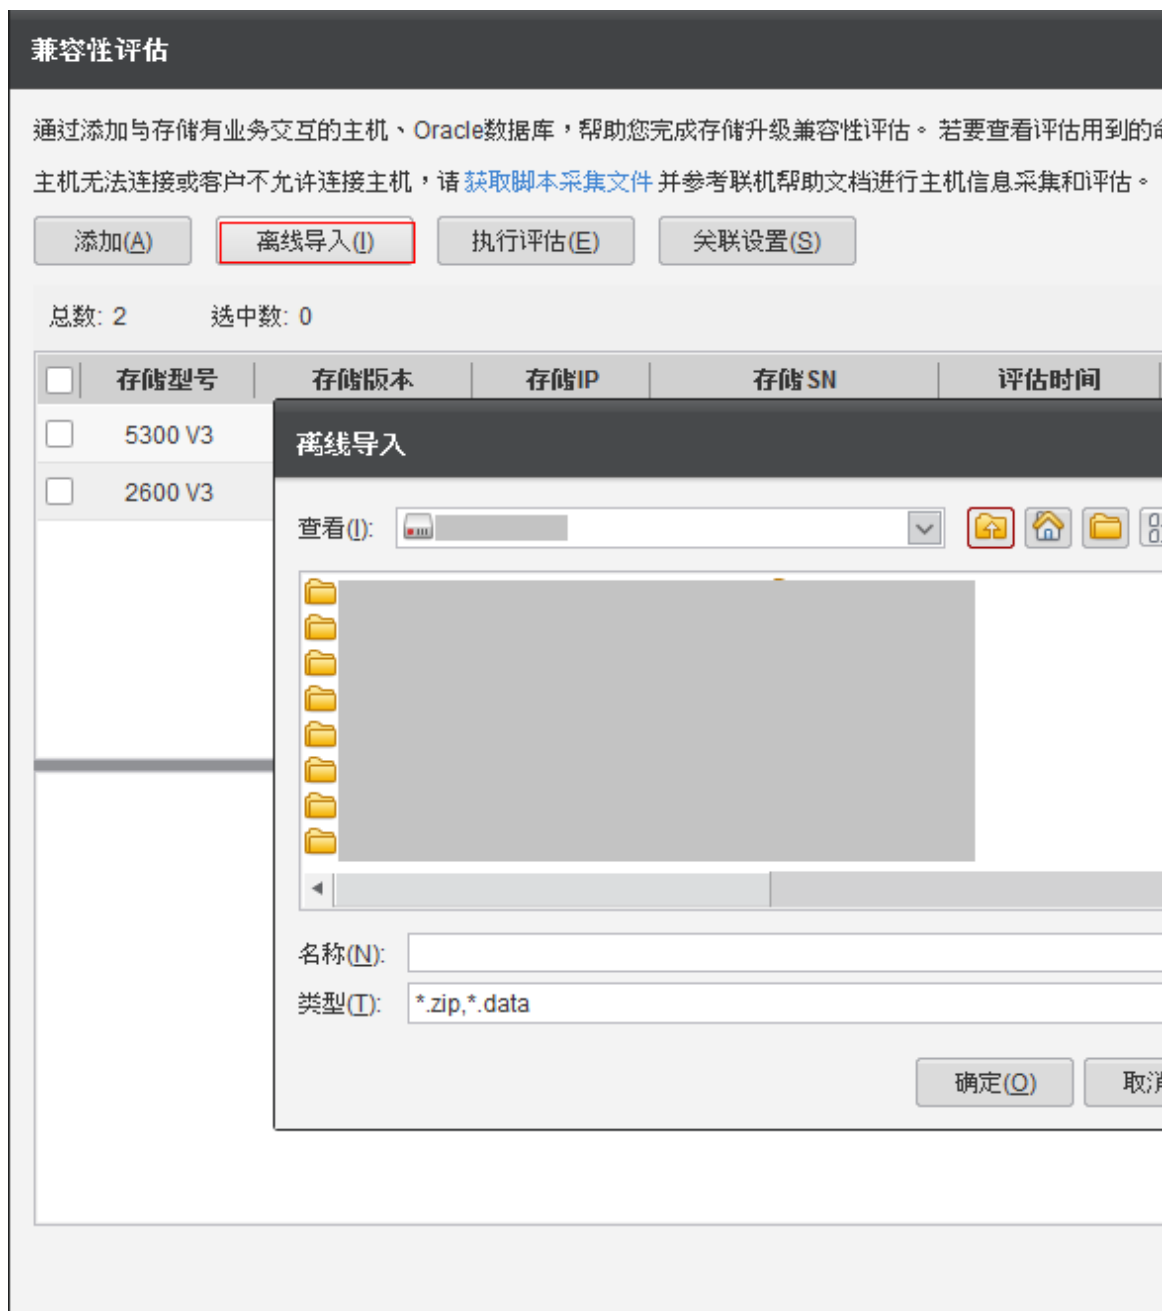 兼容性评估
通过添加与存储有业务交互的主机、Oracle数据库,帮助您完成存储升级兼容性评估。若要查看评估用到的
主机无法连接或客户不允许连接主机,请 获取脚本采集文件 并参考联机帮助文档进行主机信息采集和评估。
添加(A) 离线导入(I) 执行评估(E) 关联设置(S)
总数: 2 选中数: 0
存储型号 存储版本 存储IP 存储SN 评估时间
5300 V3
2600 V3
离线导入
查看(I):
名称(N):
类型(T): *.zip,*.data
确定(O) 取消